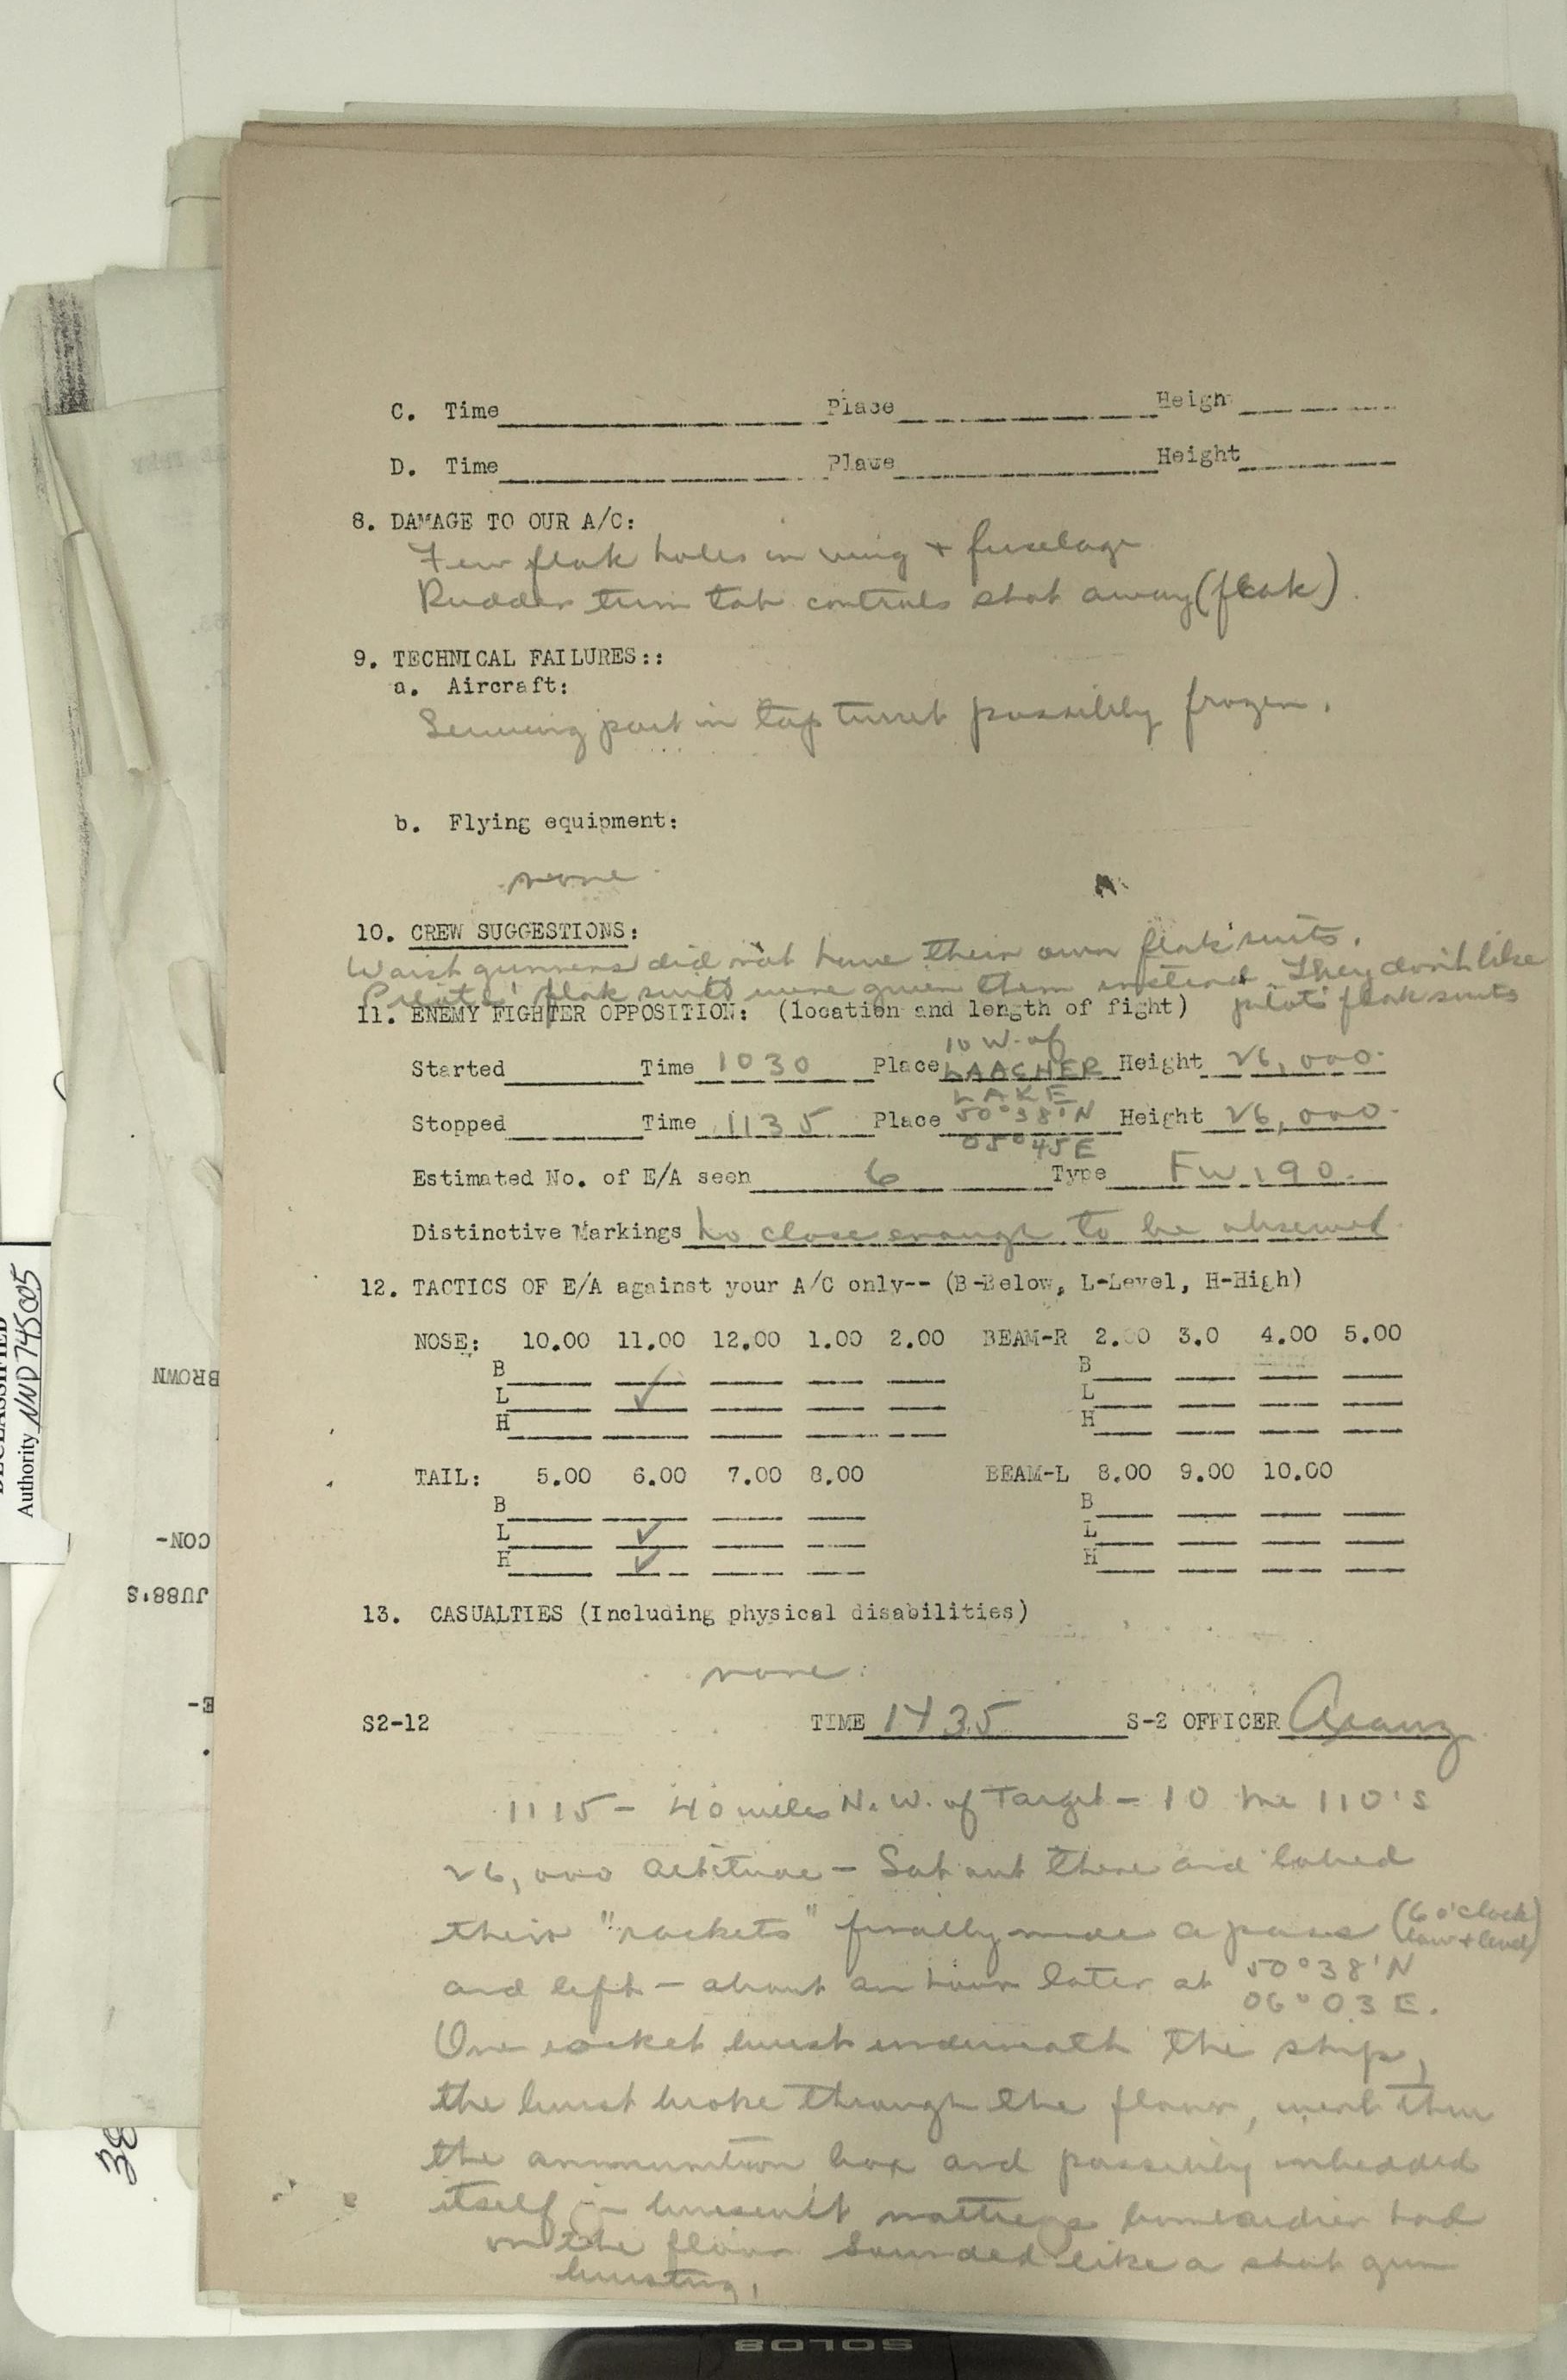 C. Time Place Heigh
D. Time Plawe Height
8. DAMAGE TO OUR A/C:
Few flak holes in wing + fuselage
Rudder trim tab controls shot away (flak).
9. TECHNICAL FAILURES::
a. Aircraft:
part in top turret possibly frozen.
b. Flying equipment:
none
10. CREW SUGGESTIONS:
Waist gunners did not have their own flak suits.
Pilots' flak suits were given them instead. They don't like
pilots' flak suits
11. ENEMY FIGHTER OPPOSITION: (location and length of fight)
10 W. of
Started Time 1030 Place LAACHER Height 26,000
LAKE
Stopped Time 1135 Place 50°38'N Height 26,000
05°45E
Estimated No. of E/A seen 6 Type FW 190.
Distinctive Markings close enough to be observed
12. TACTICS OF E/A against your A/C only-- (B-Below, L-Level, H-High)
NOSE: 10.00 11.00 12.00 1.00 2.00 BEAM-R 2.00 3.0 4.00 5.00
B B
L ✓ L
H H
TAIL: 5.00 6.00 7.00 8.00 BEAM-L 8.00 9.00 10.00
B B
L ✓ L
H ✓ H
13. CASUALTIES (Including physical disabilities)
none
S2-12 TIME 1435 S-2 OFFICER
1115 - 40 miles N.W. of Target - 10 Me 110's
26,000 altitude - Sat out there and lobed
their "rockets" finally made a pass (6 o'clock
low + level)
and left - about an hour later at 50°38'N
06°03E.
One rocket burst underneath the ship,
the burst broke through the floor, went thru
the ammunition box and possibly imbedded
itself in mattress bombardier had
on the floor. Sounded like a shot gun
bursting.
Authority NND 745005
BROWN
CON-
JU88'S
E-
38
SOLO8